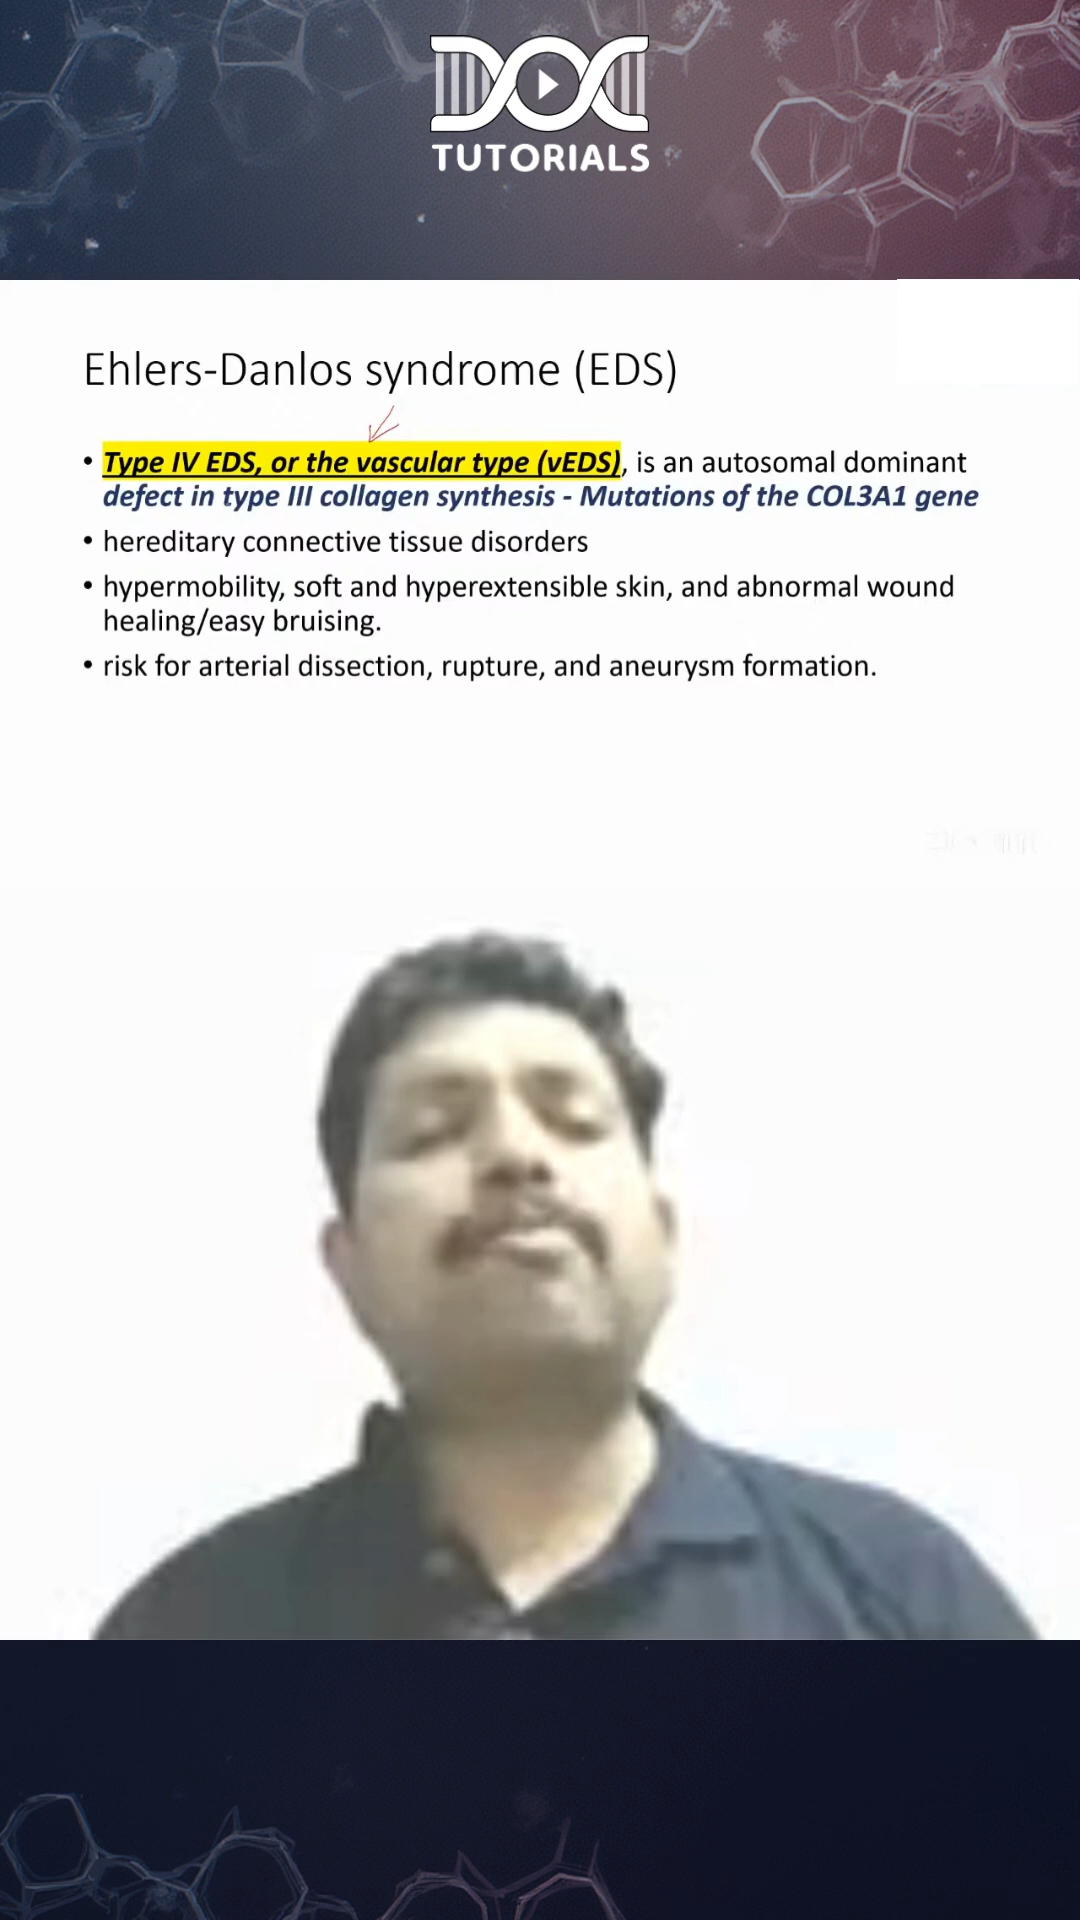 DOC
TUTORIALS
Ehlers-Danlos syndrome (EDS)
• Type IV EDS, or the vascular type (vEDS), is an autosomal dominant
defect in type III collagen synthesis - Mutations of the COL3A1 gene
• hereditary connective tissue disorders
• hypermobility, soft and hyperextensible skin, and abnormal wound
healing/easy bruising.
• risk for arterial dissection, rupture, and aneurysm formation.